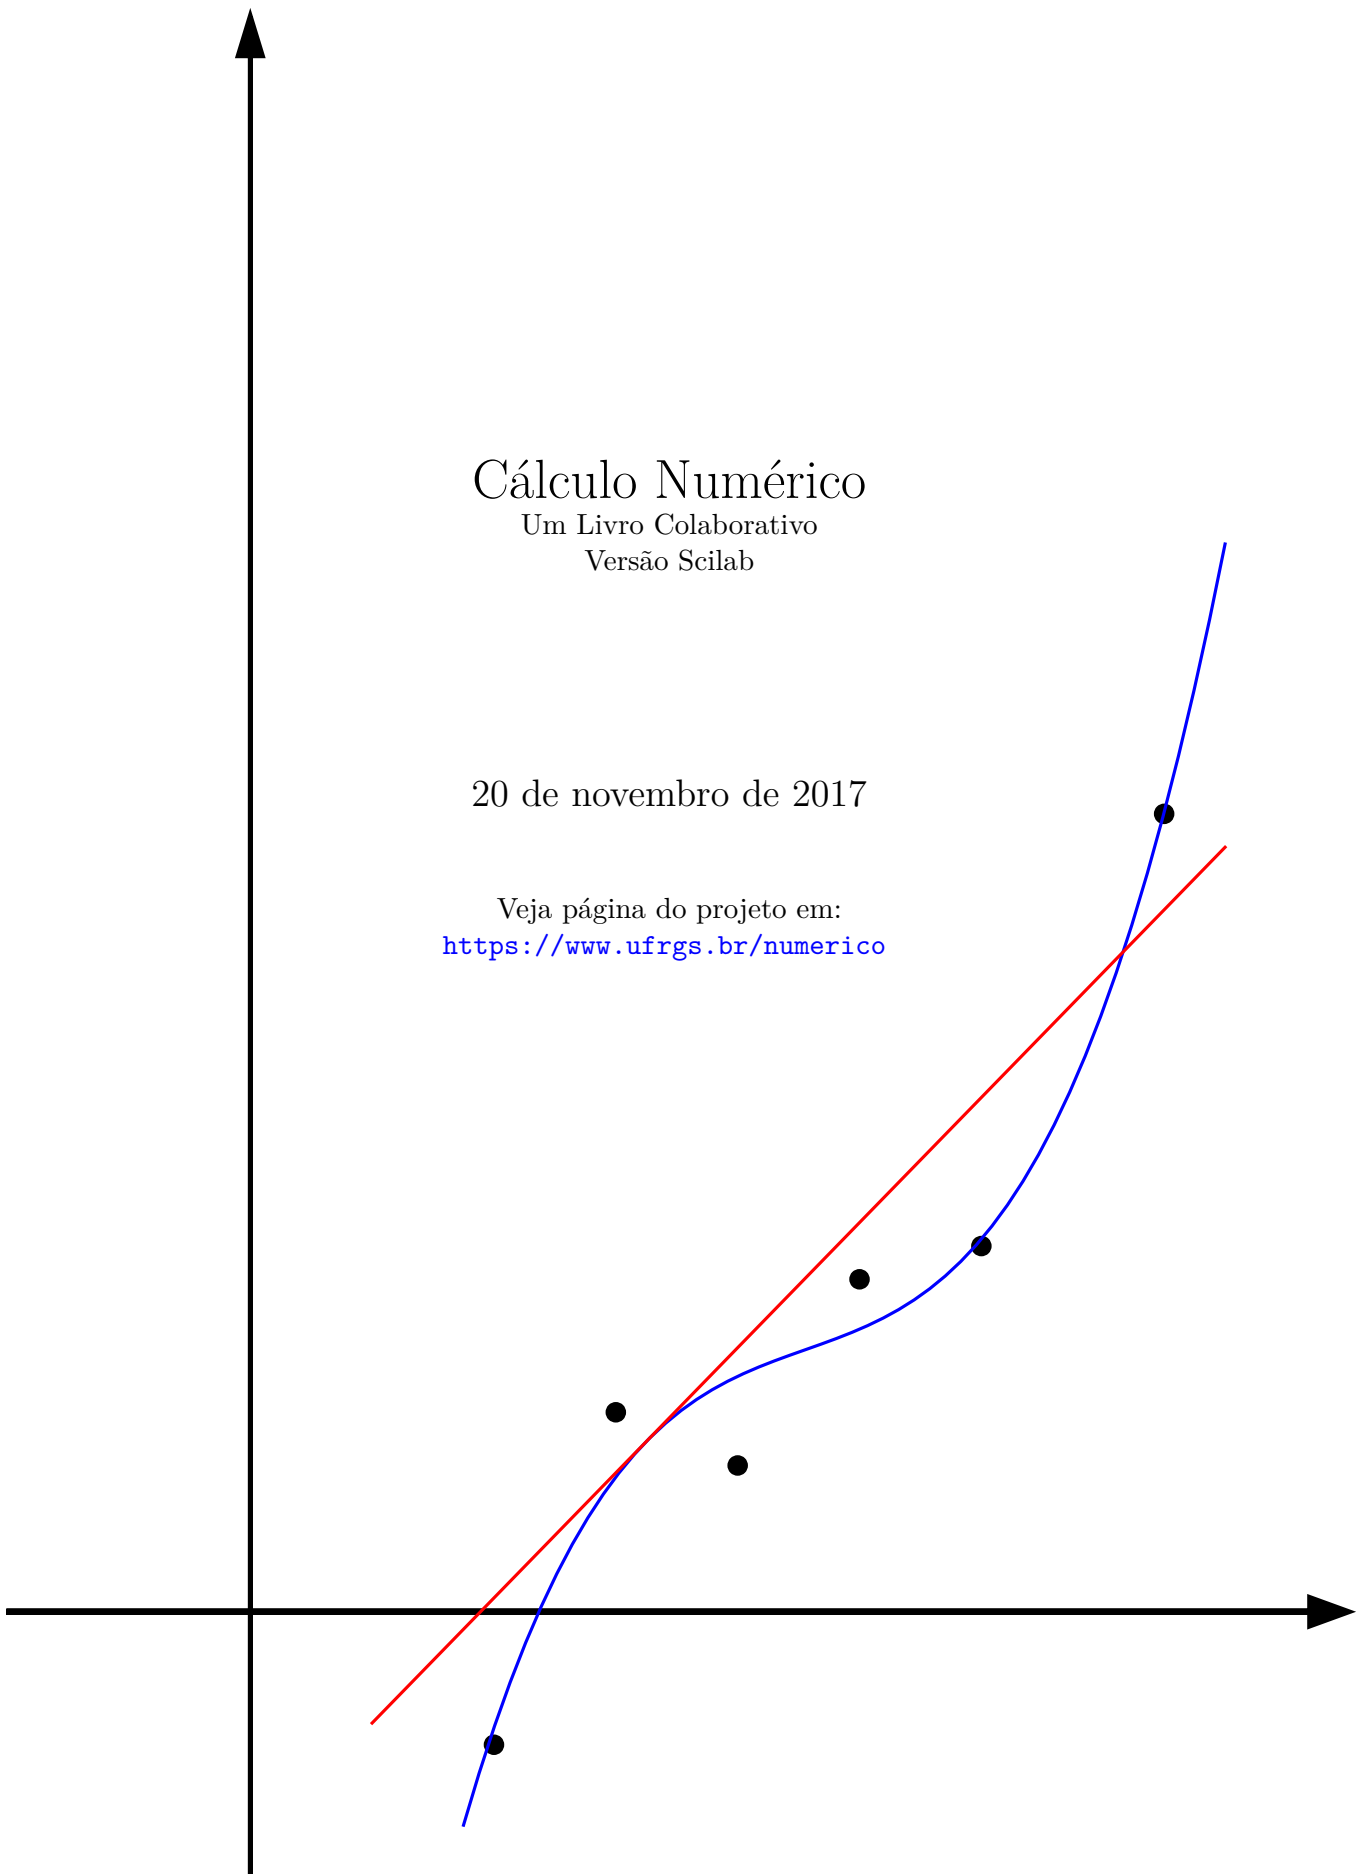 Cálculo Numérico
Um Livro Colaborativo
Versão Scilab
20 de novembro de 2017
Veja página do projeto em:
https://www.ufrgs.br/numerico